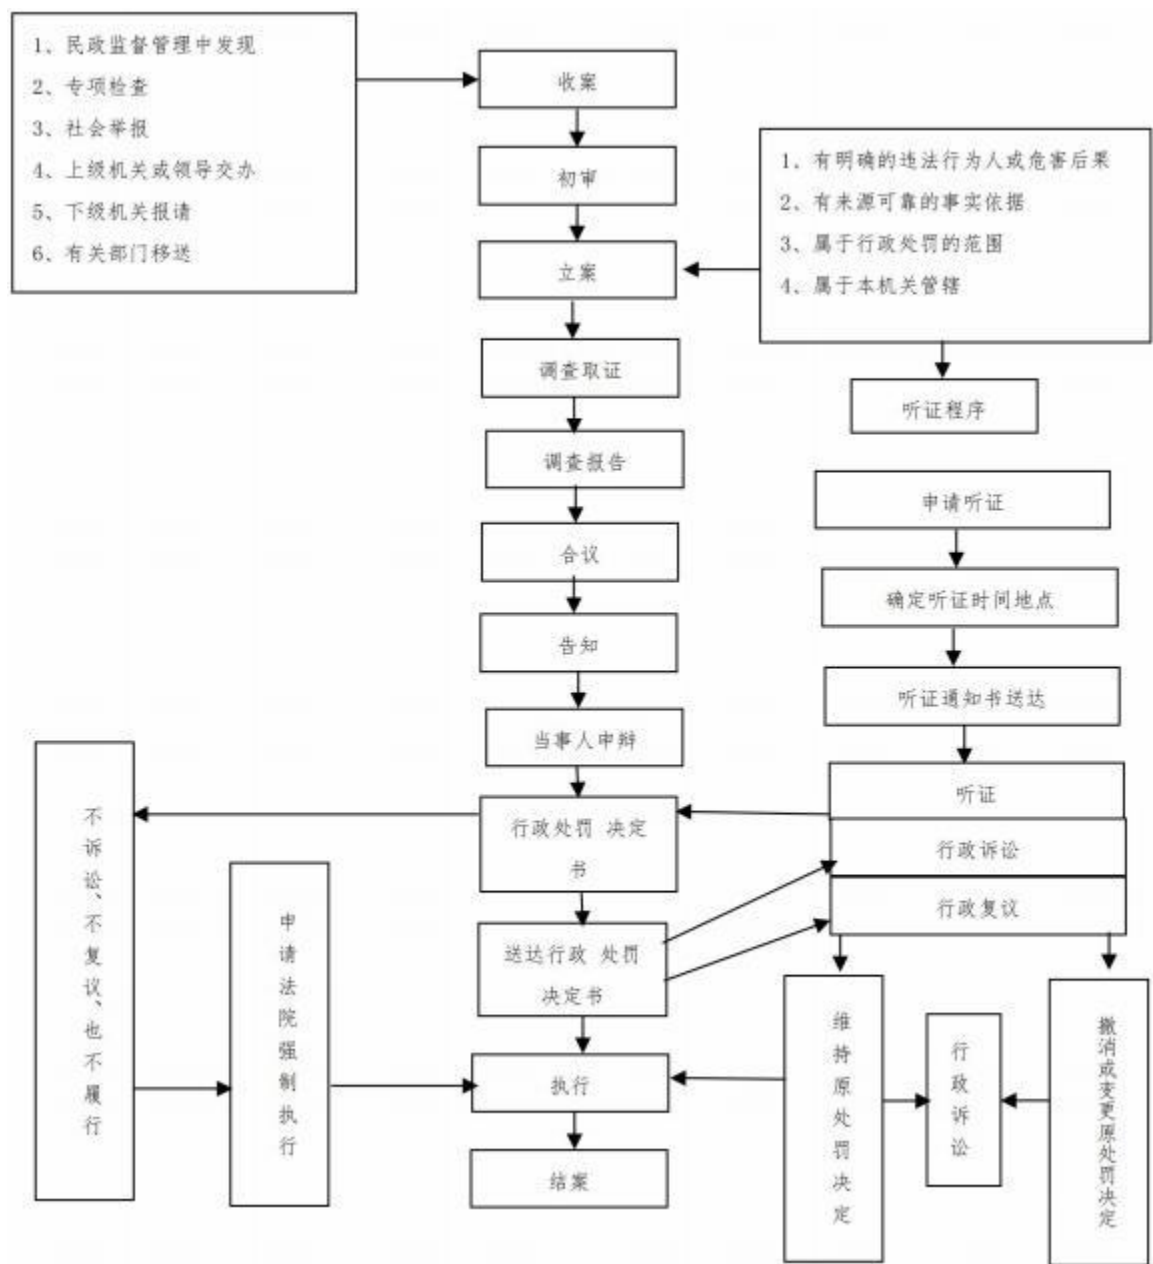 1、民政监督管理中发现
2、专项检查
3、社会举报
4、上级机关或领导交办
5、下级机关报请
6、有关部门移送
收案
初审
立案
1、有明确的违法行为人或危害后果
2、有来源可靠的事实依据
3、属于行政处罚的范围
4、属于本机关管辖
调查取证
听证程序
调查报告
申请听证
合议
确定听证时间地点
告知
听证通知书送达
当事人申辩
听证
行政处罚 决定
书
行政诉讼
行政复议
送达行政 处罚
决定书
不诉讼、不复议、也不履行
申请法院强制执行
执行
结案
维持原处罚决定
行政诉讼
撤消或变更原处罚决定